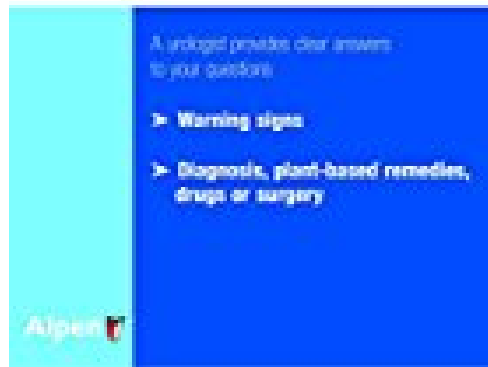 A urologist provides clear answers
to your questions
➤ Warning signs
➤ Diagnosis, plant-based remedies,
drugs or surgery
Alpen